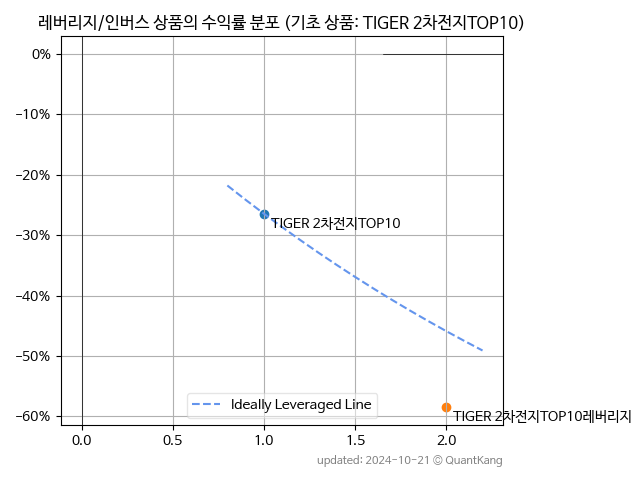 레버리지/인버스 상품의 수익률 분포 (기초 상품: TIGER 2차전지TOP10)
0%
−10%
−20%
−30%
−40%
−50%
−60%
TIGER 2차전지TOP10
Ideally Leveraged Line
TIGER 2차전지TOP10레버리지
0.0 0.5 1.0 1.5 2.0
updated: 2024-10-21 © QuantKang